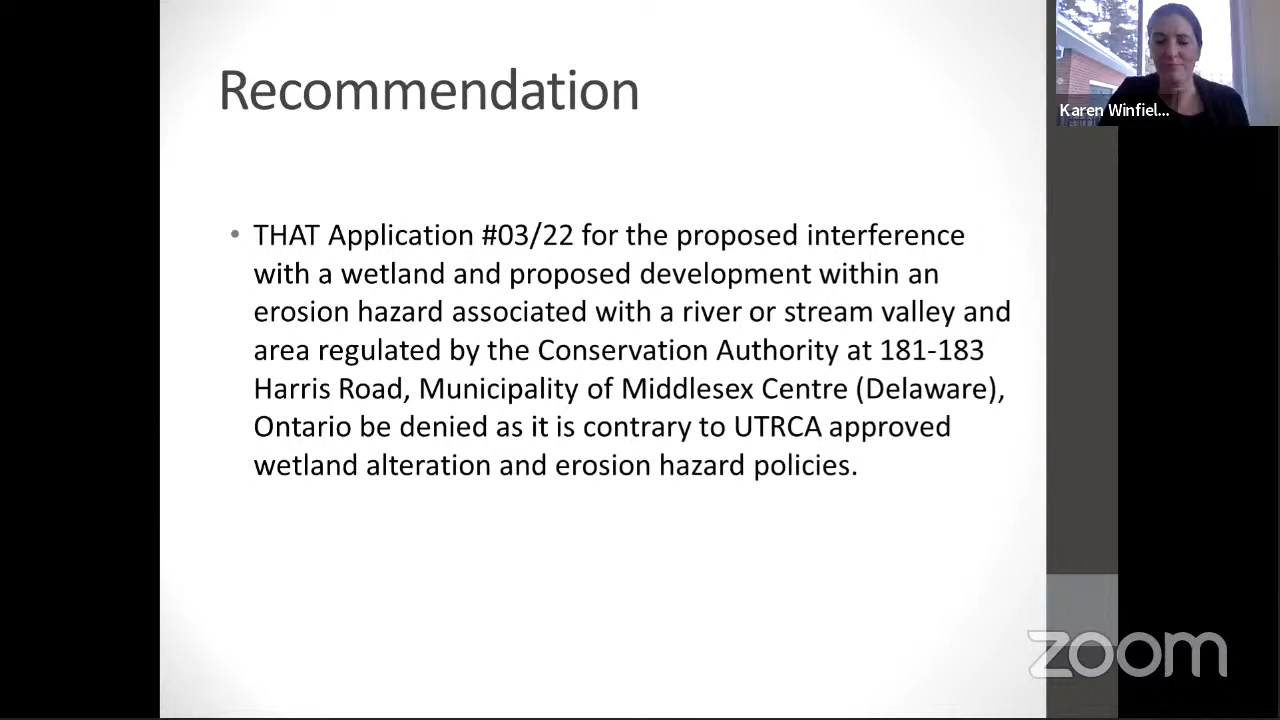 Recommendation
Karen Winfiel...
• THAT Application #03/22 for the proposed interference
with a wetland and proposed development within an
erosion hazard associated with a river or stream valley and
area regulated by the Conservation Authority at 181-183
Harris Road, Municipality of Middlesex Centre (Delaware),
Ontario be denied as it is contrary to UTRCA approved
wetland alteration and erosion hazard policies.
zoom